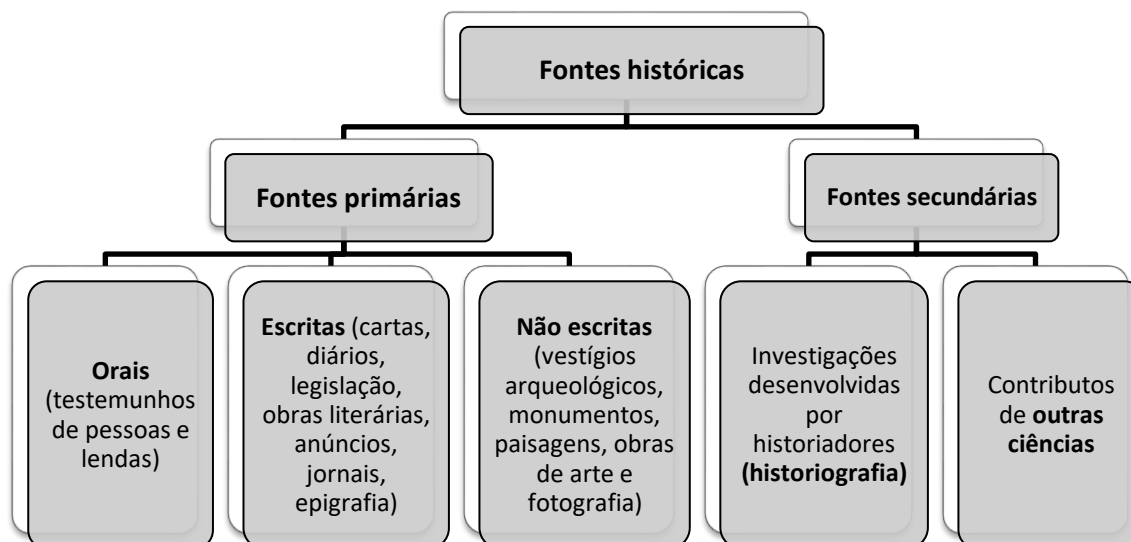 Fontes históricas
Fontes primárias
Fontes secundárias
Orais
(testemunhos
de pessoas e
lendas)
Escritas (cartas,
diários,
legislação,
obras literárias,
anúncios,
jornais,
epigrafia)
Não escritas
(vestígios
arqueológicos,
monumentos,
paisagens, obras
de arte e
fotografia)
Investigações
desenvolvidas
por
historiadores
(historiografia)
Contributos
de outras
ciências